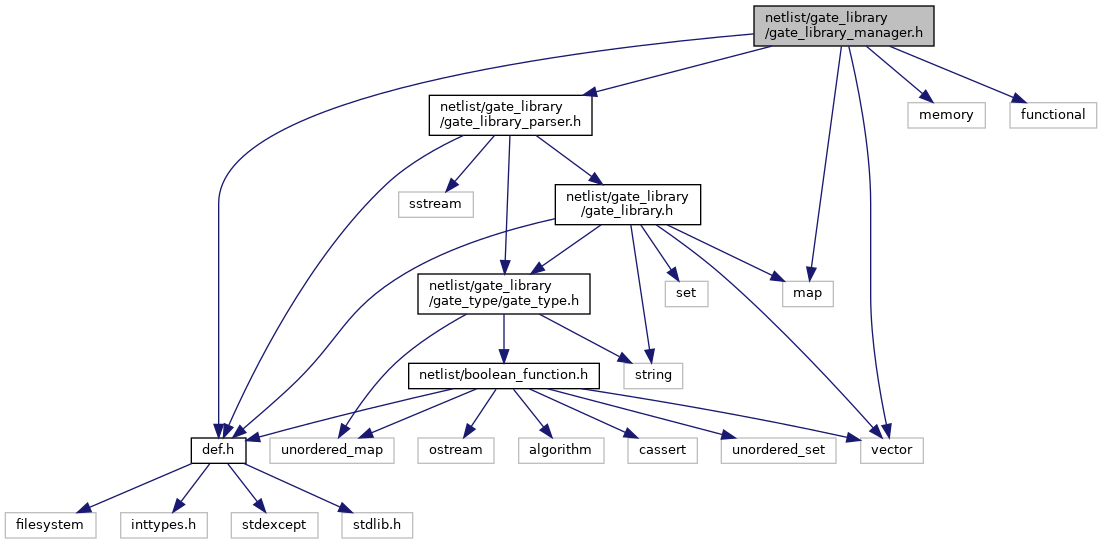 netlist/gate_library
/gate_library_manager.h
netlist/gate_library
/gate_library_parser.h
memory
functional
sstream
netlist/gate_library
/gate_library.h
netlist/gate_library
/gate_type/gate_type.h
set
map
netlist/boolean_function.h
string
def.h
unordered_map
ostream
algorithm
cassert
unordered_set
vector
filesystem
inttypes.h
stdexcept
stdlib.h